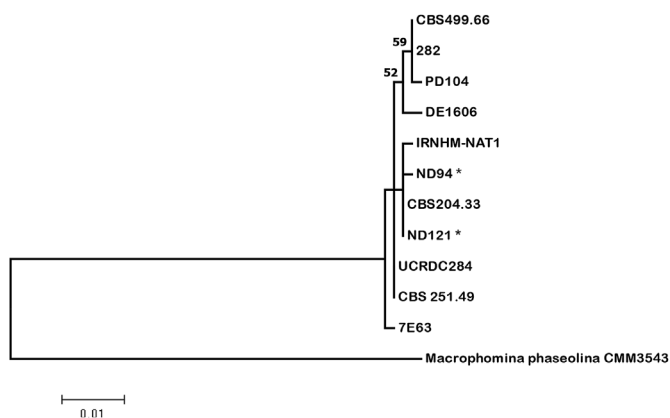 CBS499.66
59
282
52
PD104
DE1606
IRNHM-NAT1
ND94 *
CBS204.33
ND121 *
UCRDC284
CBS 251.49
7E63
Macrophomina phaseolina CMM3543
0.01